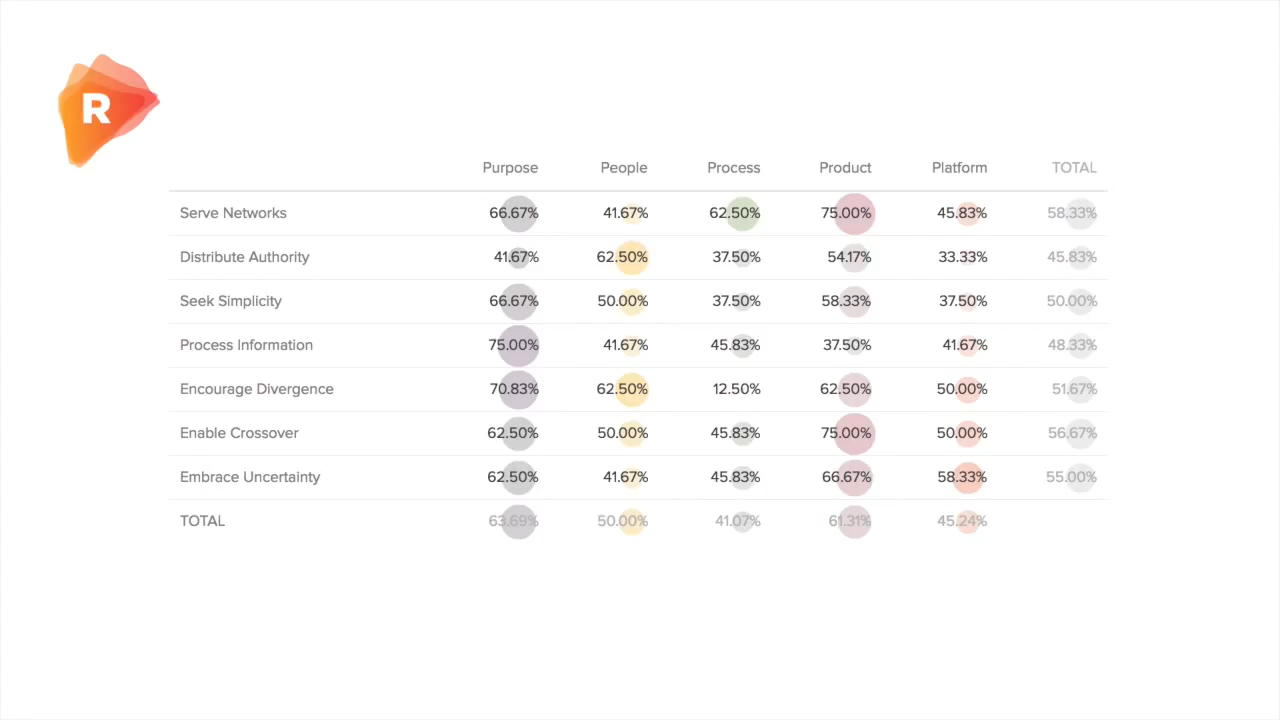 R
Purpose People Process Product Platform TOTAL
Serve Networks 66.67% 41.67% 62.50% 75.00% 45.83% 58.33%
Distribute Authority 41.67% 62.50% 37.50% 54.17% 33.33% 45.83%
Seek Simplicity 66.67% 50.00% 37.50% 58.33% 37.50% 50.00%
Process Information 75.00% 41.67% 45.83% 37.50% 41.67% 48.33%
Encourage Divergence 70.83% 62.50% 12.50% 62.50% 50.00% 51.67%
Enable Crossover 62.50% 50.00% 45.83% 75.00% 50.00% 56.67%
Embrace Uncertainty 62.50% 41.67% 45.83% 66.67% 58.33% 55.00%
TOTAL 63.69% 50.00% 41.07% 61.31% 45.24%